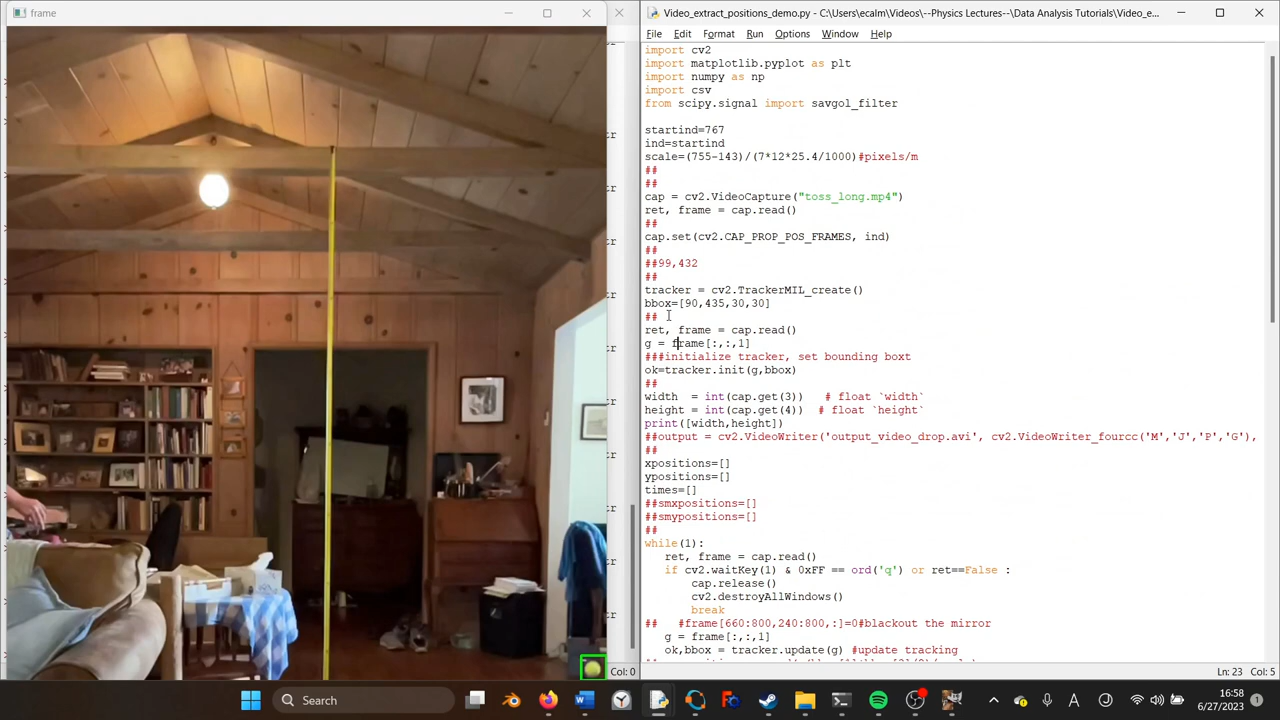 frame
Video_extract_positions_demo.py - C:\Users\ecalm\Videos\--Physics Lectures--\Data Analysis Tutorials\Video_e...
File Edit Format Run Options Window Help
import cv2
import matplotlib.pyplot as plt
import numpy as np
import csv
from scipy.signal import savgol_filter
startind=767
ind=startind
scale=(755-143)/(7*12*25.4/1000)#pixels/m
##
##
cap = cv2.VideoCapture("toss_long.mp4")
ret, frame = cap.read()
##
cap.set(cv2.CAP_PROP_POS_FRAMES, ind)
##
##99,432
##
tracker = cv2.TrackerMIL_create()
bbox=[90,435,30,30]
##
ret, frame = cap.read()
g = frame[:,:,1]
###initialize tracker, set bounding boxt
ok=tracker.init(g,bbox)
##
width  = int(cap.get(3))   # float `width`
height = int(cap.get(4))  # float `height`
print([width,height])
##output = cv2.VideoWriter('output_video_drop.avi', cv2.VideoWriter_fourcc('M','J','P','G'),
##
xpositions=[]
ypositions=[]
times=[]
##smxpositions=[]
##smypositions=[]
##
while(1):
ret, frame = cap.read()
if cv2.waitKey(1) & 0xFF == ord('q') or ret==False :
cap.release()
cv2.destroyAllWindows()
break
##   #frame[660:800,240:800,:]=0#blackout the mirror
g = frame[:,:,1]
ok,bbox = tracker.update(g) #update tracking
Col: 0
Ln: 23 Col: 5
Search
16:58
6/27/2023